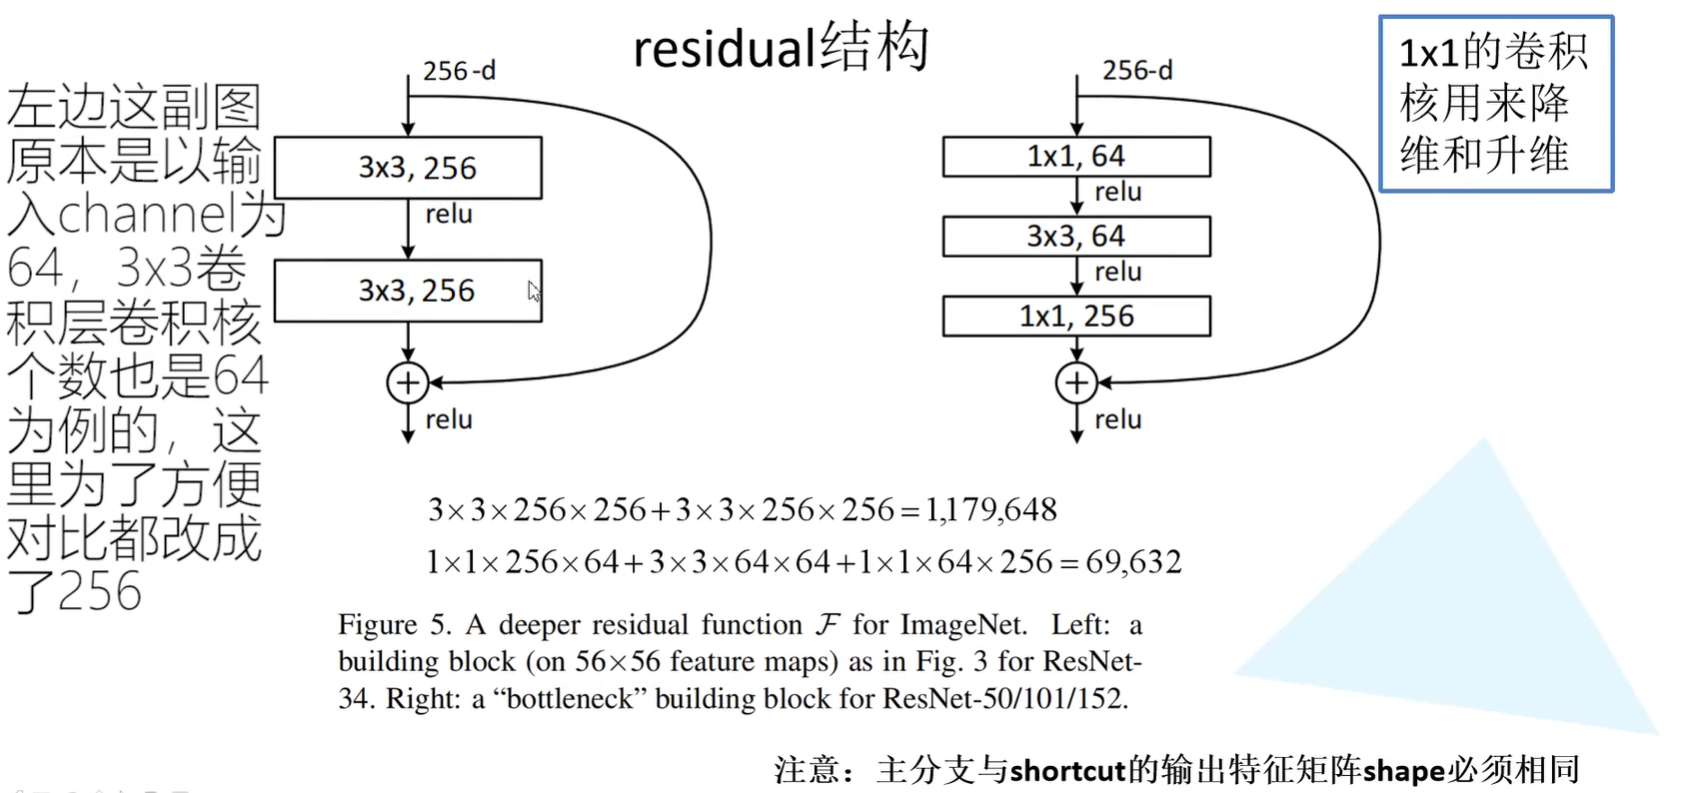 residual结构
左边这副图
原本是以输
入channel为
64，3x3卷
积层卷积核
个数也是64
为例的，这
里为了方便
对比都改成
了256
256-d
3x3, 256
relu
3x3, 256
relu
256-d
1x1, 64
relu
3x3, 64
relu
1x1, 256
relu
1x1的卷积
核用来降
维和升维
3×3×256×256+3×3×256×256=1,179,648
1×1×256×64+3×3×64×64+1×1×64×256=69,632
Figure 5. A deeper residual function F for ImageNet. Left: a
building block (on 56×56 feature maps) as in Fig. 3 for ResNet-
34. Right: a “bottleneck” building block for ResNet-50/101/152.
注意：主分支与shortcut的输出特征矩阵shape必须相同